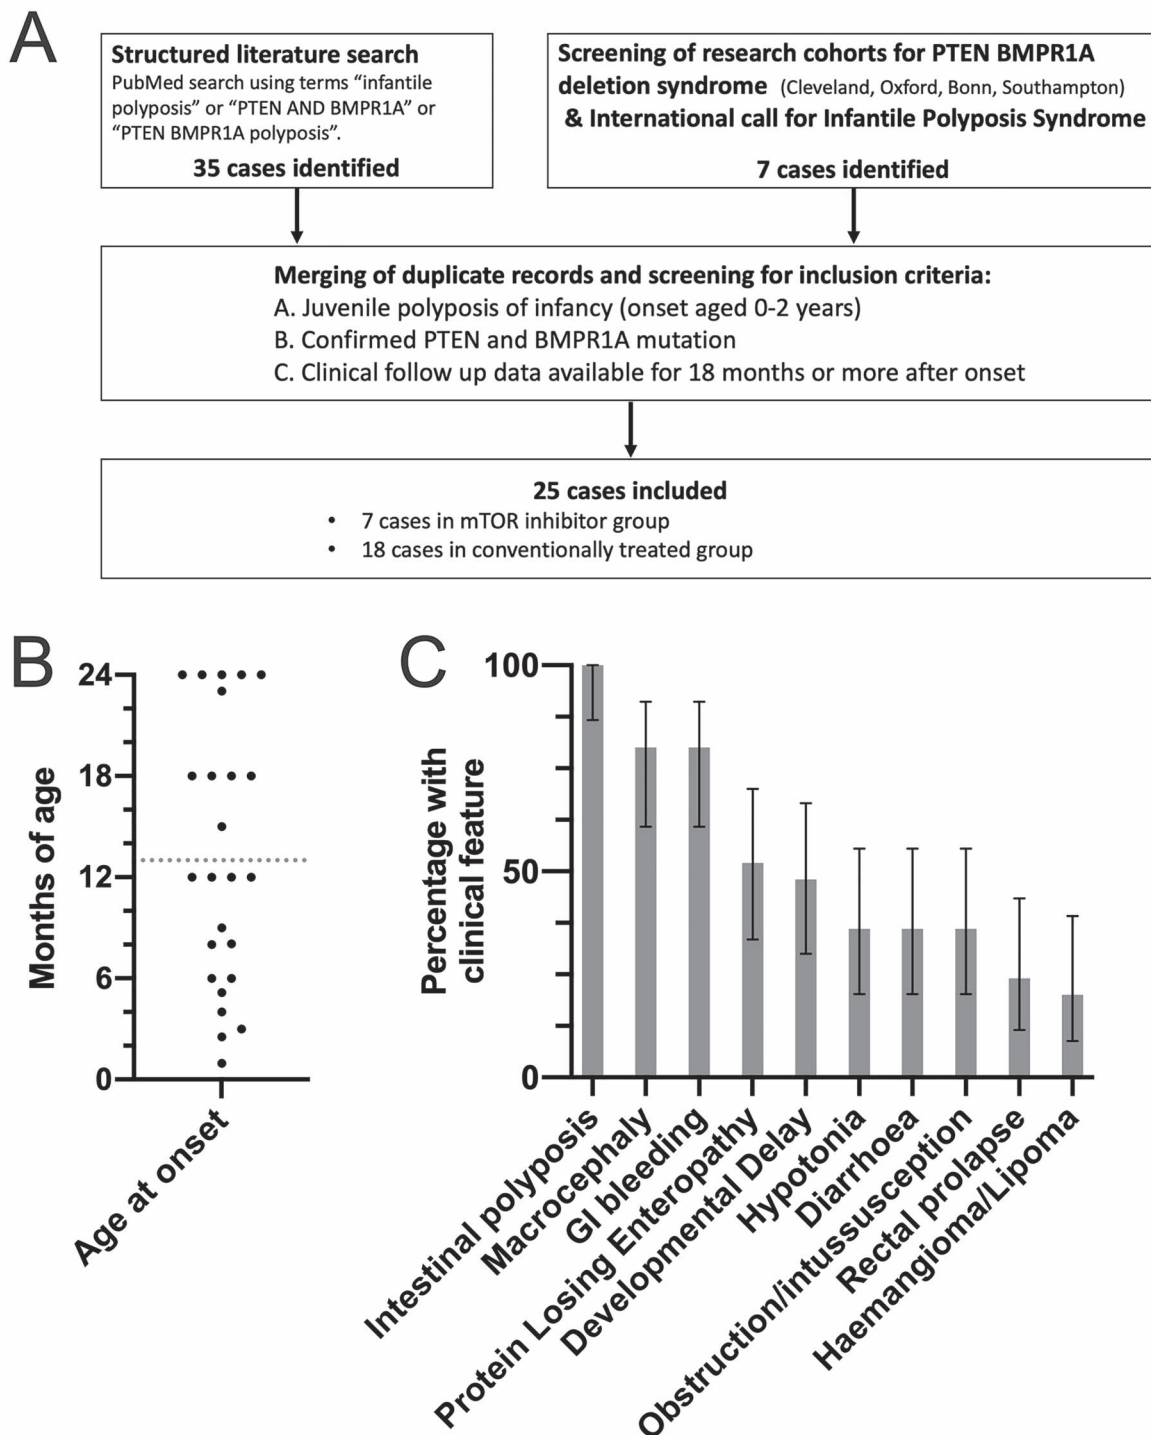 A
Structured literature search
PubMed search using terms “infantile
polyposis” or “PTEN AND BMPR1A” or
“PTEN BMPR1A polyposis”.
35 cases identified
Screening of research cohorts for PTEN BMPR1A
deletion syndrome (Cleveland, Oxford, Bonn, Southampton)
& International call for Infantile Polyposis Syndrome
7 cases identified
Merging of duplicate records and screening for inclusion criteria:
A. Juvenile polyposis of infancy (onset aged 0-2 years)
B. Confirmed PTEN and BMPR1A mutation
C. Clinical follow up data available for 18 months or more after onset
25 cases included
• 7 cases in mTOR inhibitor group
• 18 cases in conventionally treated group
B
Months of age
24
18
12
6
0
Age at onset
C
Percentage with
clinical feature
100
50
0
Intestinal polyposis
Macrocephaly
GI bleeding
Protein Losing Enteropathy
Developmental Delay
Hypotonia
Diarrhoea
Obstruction/intussusception
Rectal prolapse
Haemangioma/Lipoma